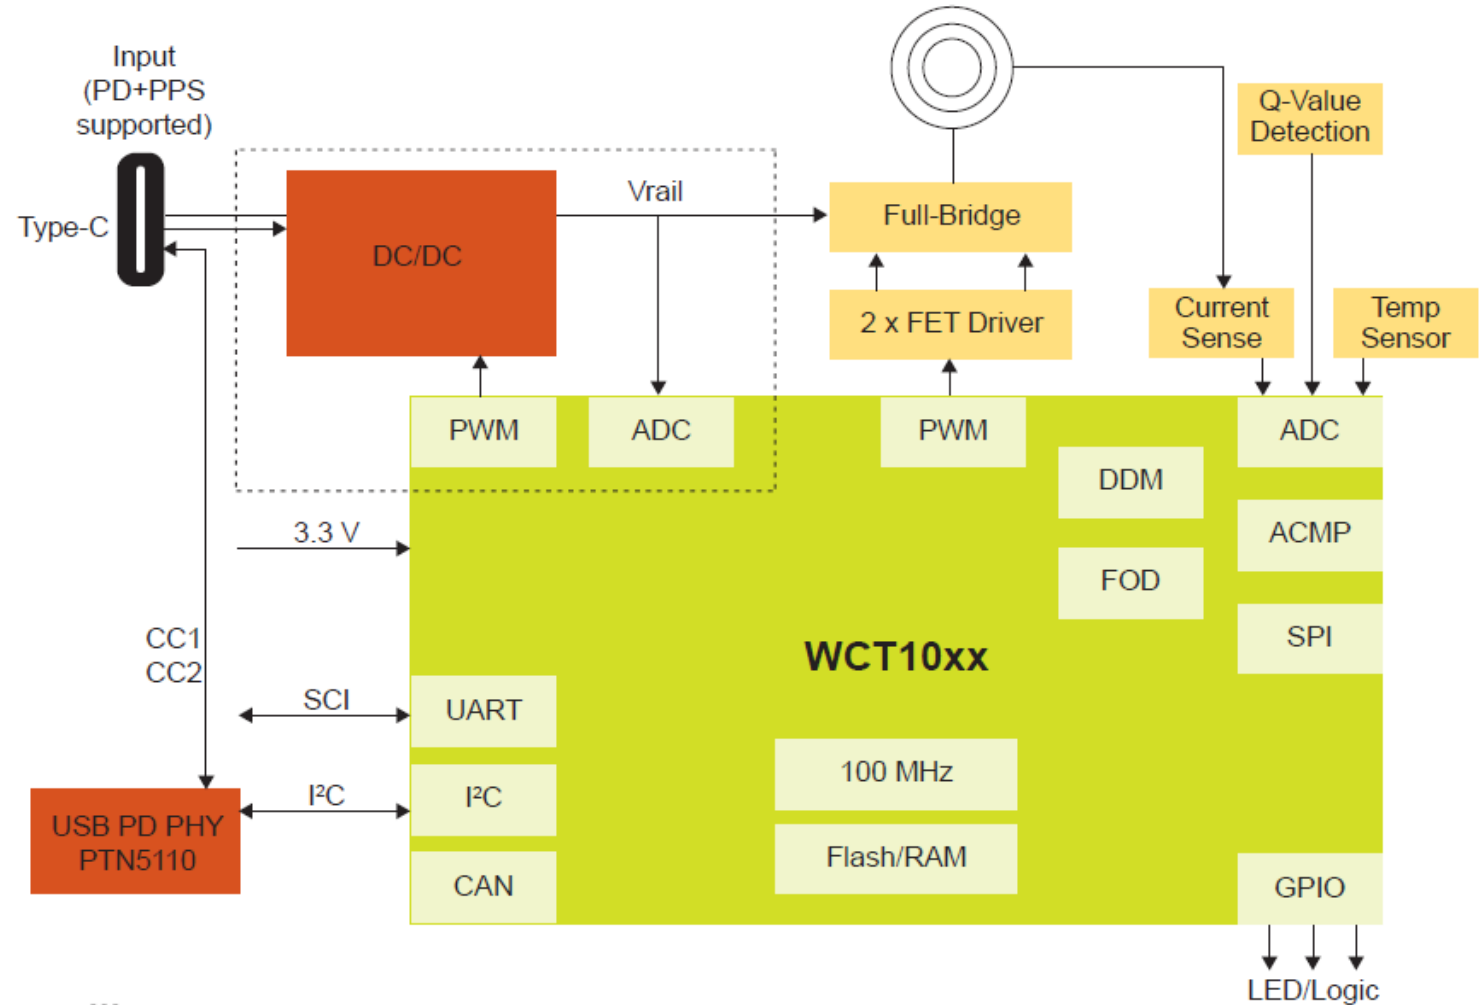 Input
(PD+PPS
supported)
Type-C
DC/DC
Vrail
Full-Bridge
2 x FET Driver
Q-Value
Detection
Current
Sense
Temp
Sensor
PWM
ADC
PWM
ADC
DDM
ACMP
FOD
SPI
3.3 V
WCT10xx
CC1
CC2
SCI
UART
I²C
I²C
CAN
USB PD PHY
PTN5110
100 MHz
Flash/RAM
GPIO
LED/Logic